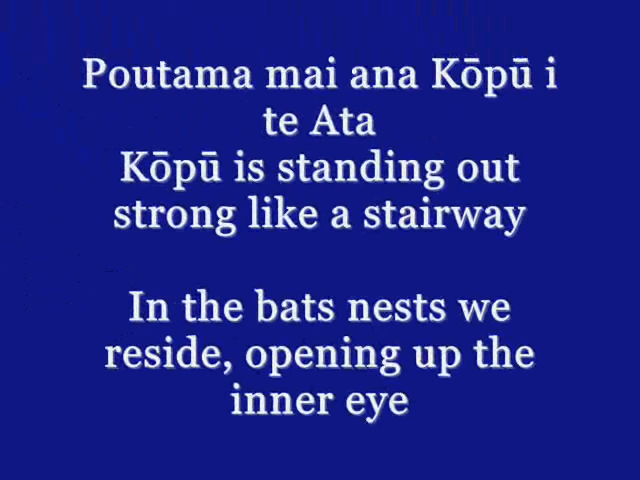 Poutama mai ana Kōpū i
te Ata
Kōpū is standing out
strong like a stairway
In the bats nests we
reside, opening up the
inner eye